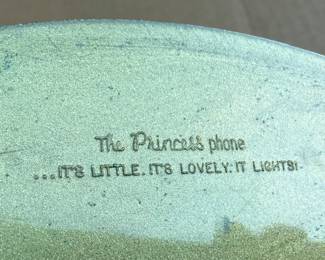 The Princess phone
...IT'S LITTLE. IT'S LOVELY. IT LIGHTS!